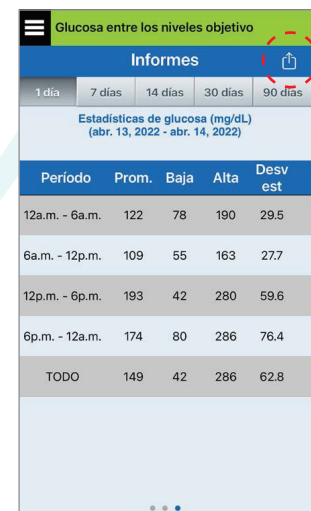 Glucosa entre los niveles objetivo
Informes
1 día 7 días 14 días 30 días 90 días
Estadísticas de glucosa (mg/dL)
(abr. 13, 2022 - abr. 14, 2022)
Período Prom. Baja Alta Desv est
12a.m. - 6a.m. 122 78 190 29.5
6a.m. - 12p.m. 109 55 163 27.7
12p.m. - 6p.m. 193 42 280 59.6
6p.m. - 12a.m. 174 80 286 76.4
TODO 149 42 286 62.8